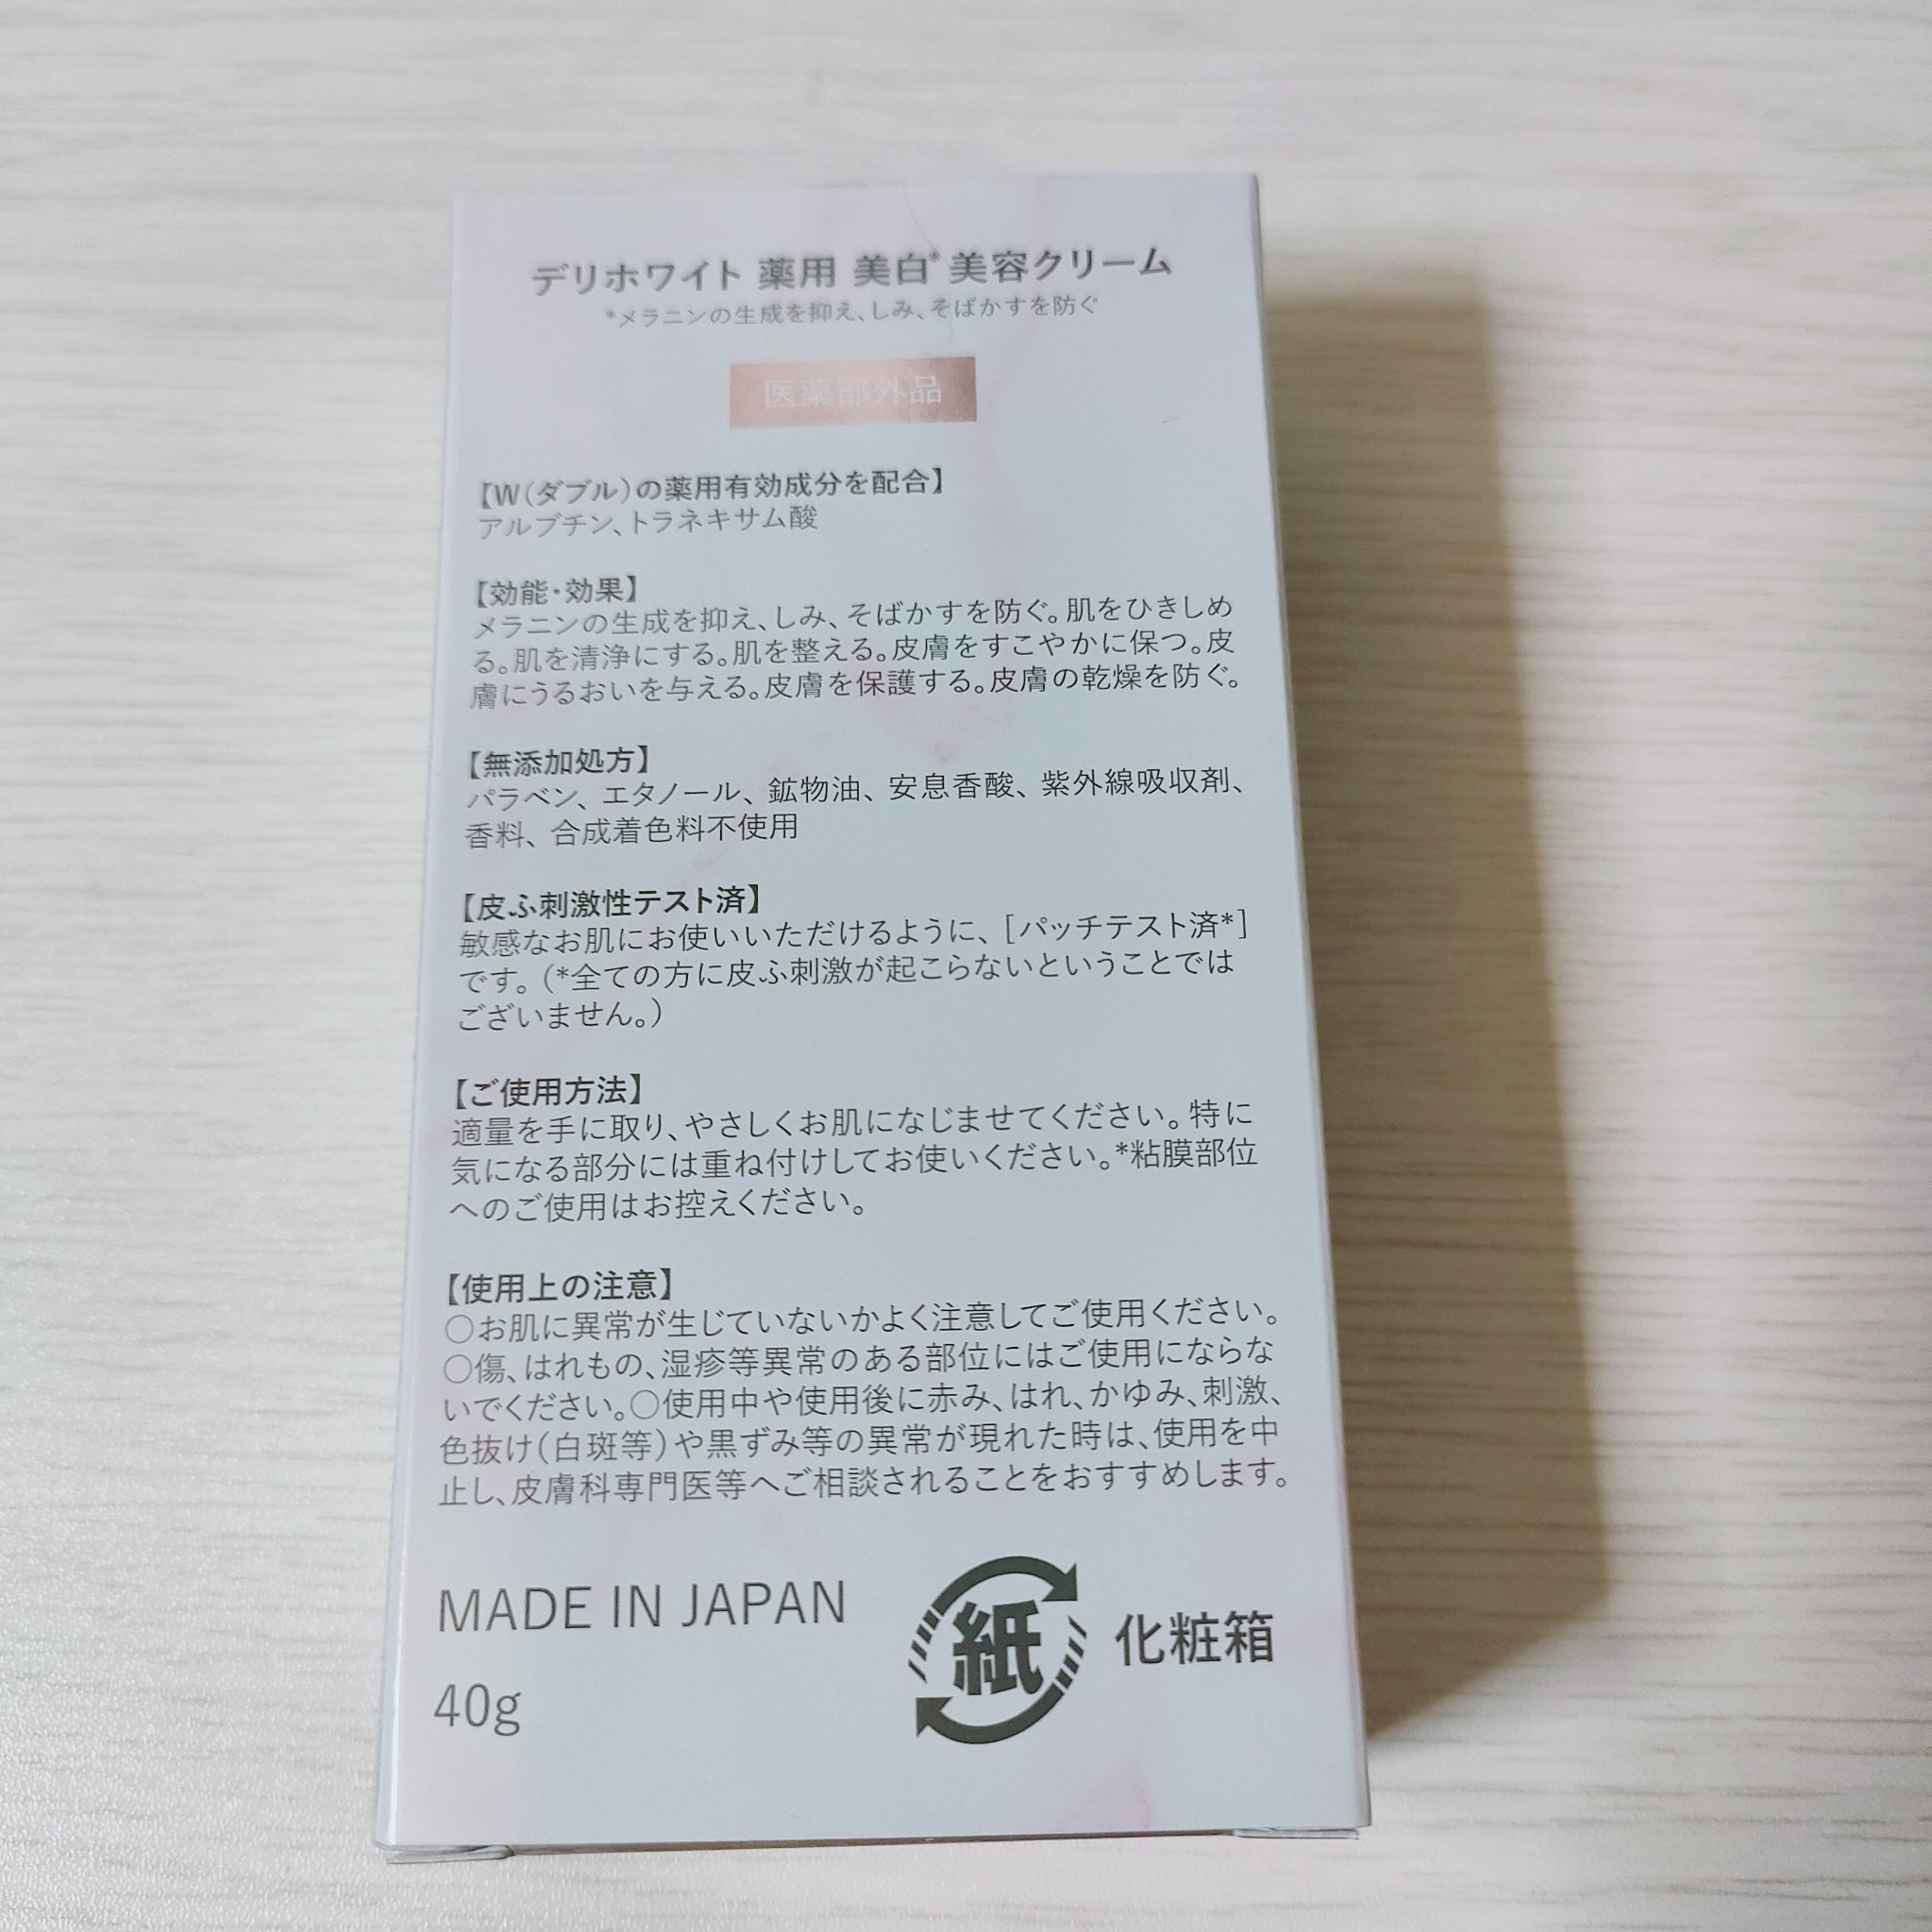 デリホワイト 薬用 美白*美容クリーム
*メラニンの生成を抑え、しみ、そばかすを防ぐ
医薬部外品
【W(ダブル)の薬用有効成分を配合】
アルブチン、トラネキサム酸
【効能・効果】
メラニンの生成を抑え、しみ、そばかすを防ぐ。肌をひきしめ
る。肌を清浄にする。肌を整える。皮膚をすこやかに保つ。皮
膚にうるおいを与える。皮膚を保護する。皮膚の乾燥を防ぐ。
【無添加処方】
パラベン、エタノール、鉱物油、安息香酸、紫外線吸収剤、
香料、合成着色料不使用
【皮ふ刺激性テスト済】
敏感なお肌にお使いいただけるように、[パッチテスト済*]
です。(*全ての方に皮ふ刺激が起こらないということでは
ございません。)
【ご使用方法】
適量を手に取り、やさしくお肌になじませてください。特に
気になる部分には重ね付けしてお使いください。*粘膜部位
へのご使用はお控えください。
【使用上の注意】
○お肌に異常が生じていないかよく注意してご使用ください。
○傷、はれもの、湿疹等異常のある部位にはご使用にならな
いでください。○使用中や使用後に赤み、はれ、かゆみ、刺激、
色抜け(白斑等)や黒ずみ等の異常が現れた時は、使用を中
止し、皮膚科専門医等へご相談されることをおすすめします。
MADE IN JAPAN
紙 化粧箱
40g